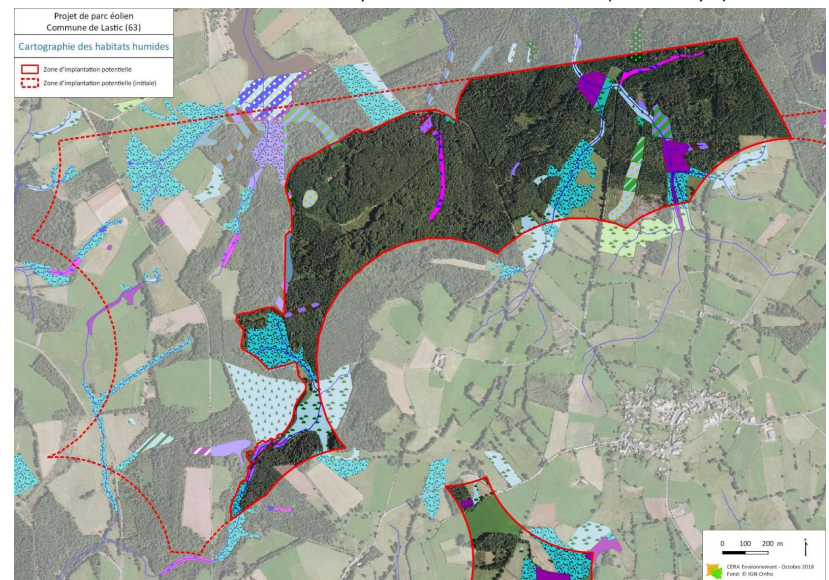 Projet de parc éolien
Commune de Lastic (63)
Cartographie des habitats humides
Zone d'implantation potentielle
Zone d'implantation potentielle (initiale)
0 100 200 m
CERA Environnement - Octobre 2018
Fond: © IGN Ortho